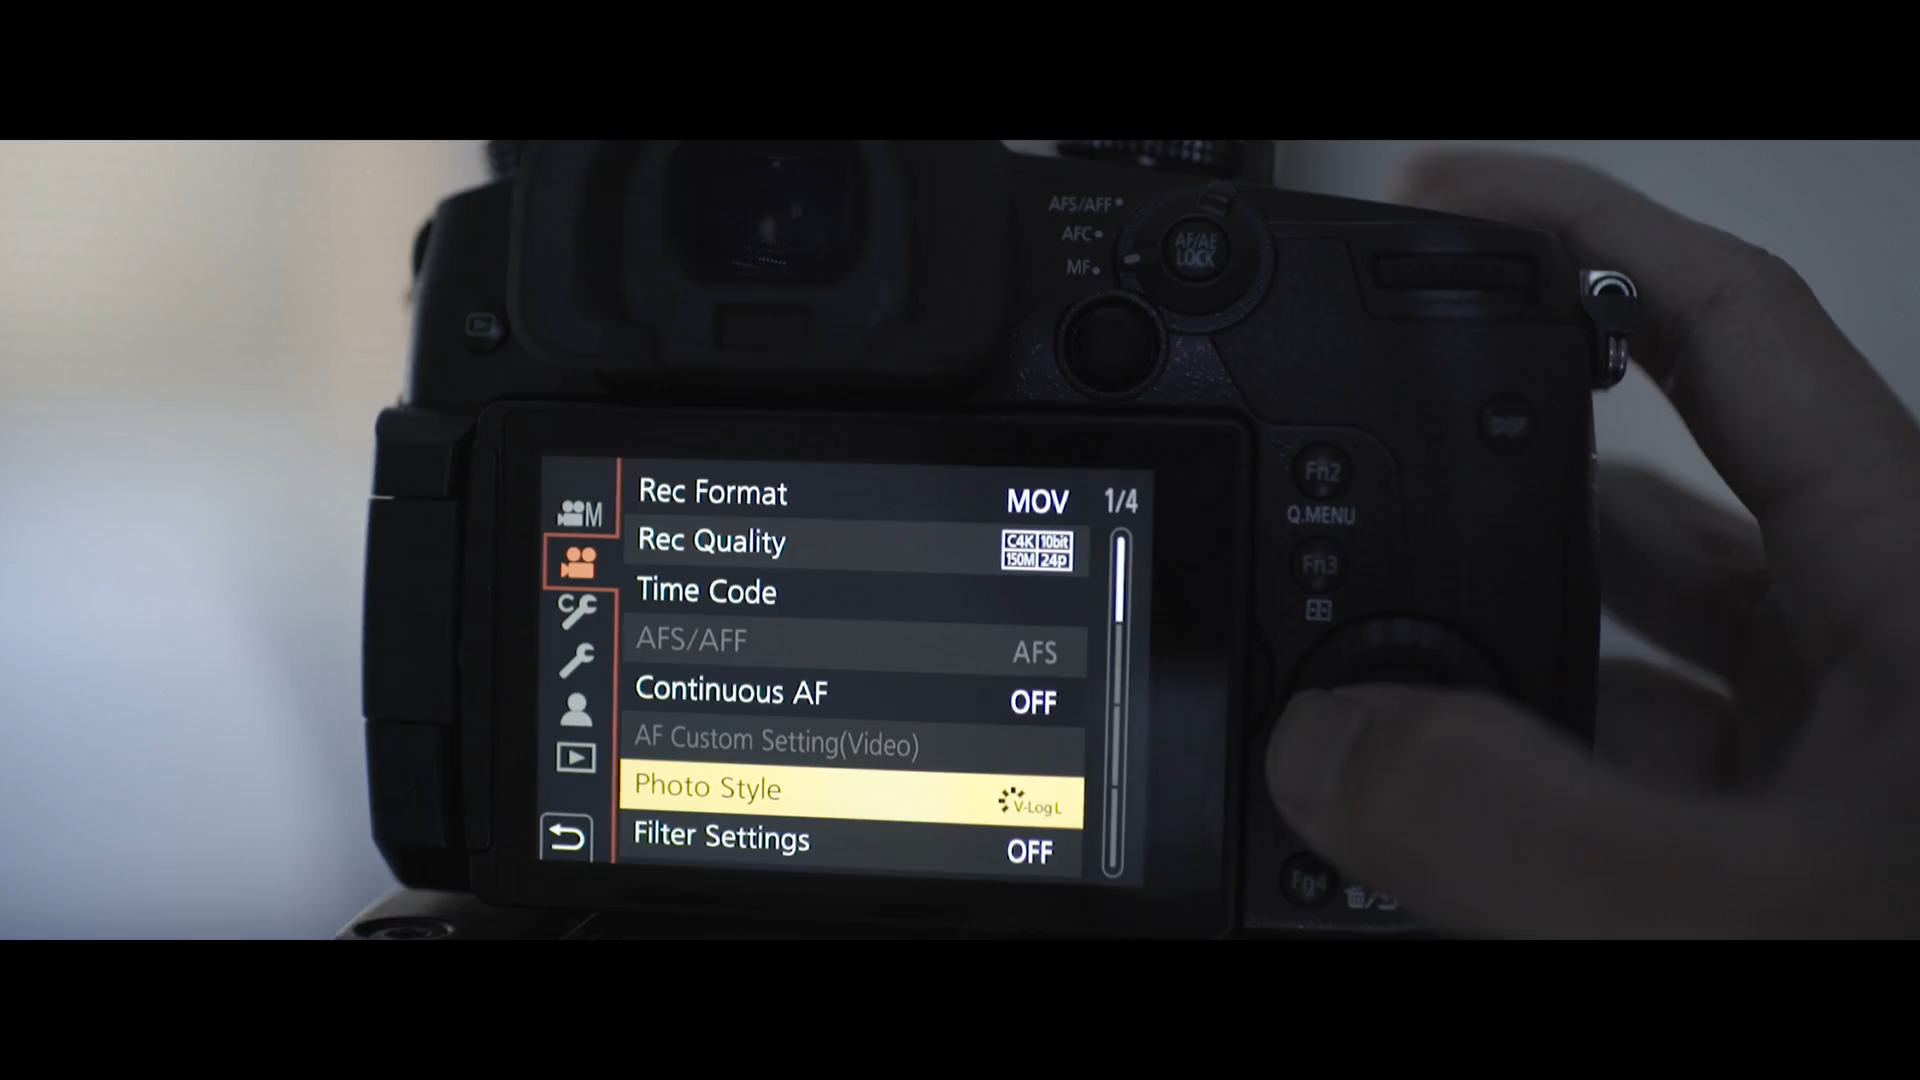 AFS/AFF
AFC
MF
AF/AE
LOCK
Rec Format MOV 1/4
Rec Quality C4K 10bit
150M 24p
Time Code
AFS/AFF AFS
Continuous AF OFF
AF Custom Setting(Video)
Photo Style V-Log L
Filter Settings OFF
M
C
Fn2
Q.MENU
Fn3
Fn4